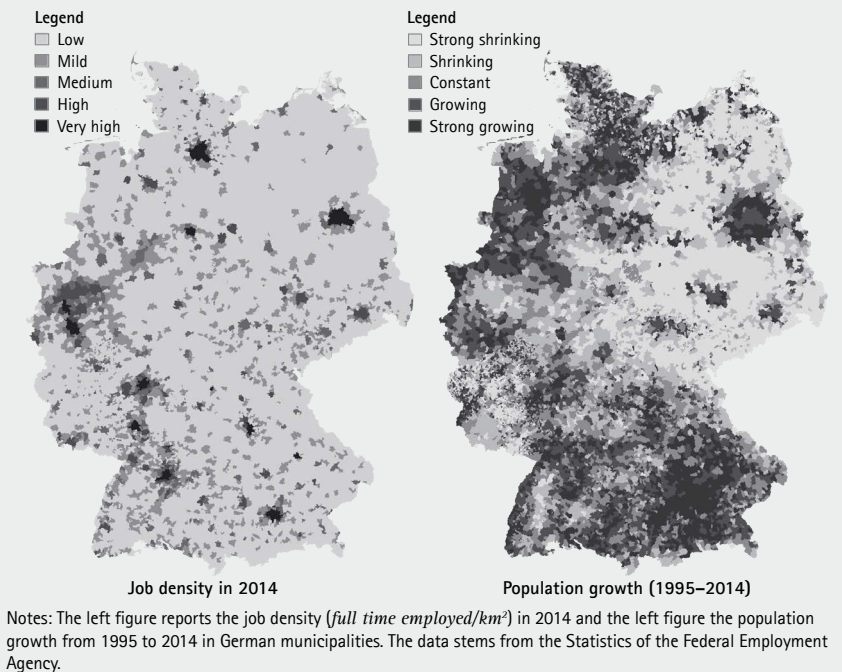 Legend
Low
Mild
Medium
High
Very high
Legend
Strong shrinking
Shrinking
Constant
Growing
Strong growing
Job density in 2014
Population growth (1995–2014)
Notes: The left figure reports the job density (full time employed/km²) in 2014 and the left figure the population
growth from 1995 to 2014 in German municipalities. The data stems from the Statistics of the Federal Employment
Agency.